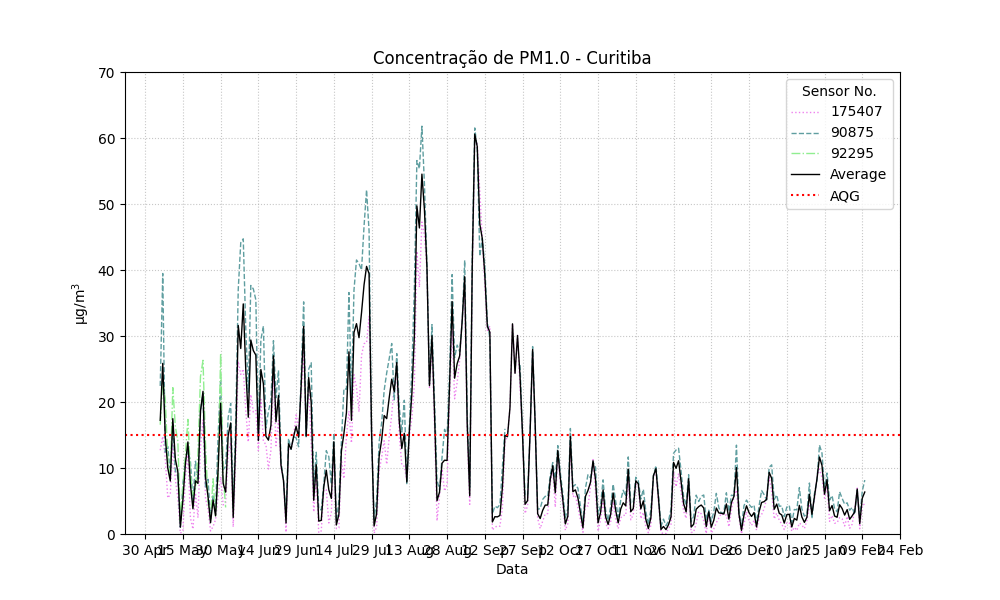 Concentração de PM1.0 - Curitiba
70
60
50
40
30
20
10
0
µg/m³
Sensor No.
175407
90875
92295
Average
AQG
30 Apr 15 May 30 May 14 Jun 29 Jun 14 Jul 29 Jul 13 Aug 28 Aug 12 Sep 27 Sep 12 Oct 27 Oct 11 Nov 26 Nov 11 Dec 26 Dec 10 Jan 25 Jan 09 Feb 24 Feb
Data